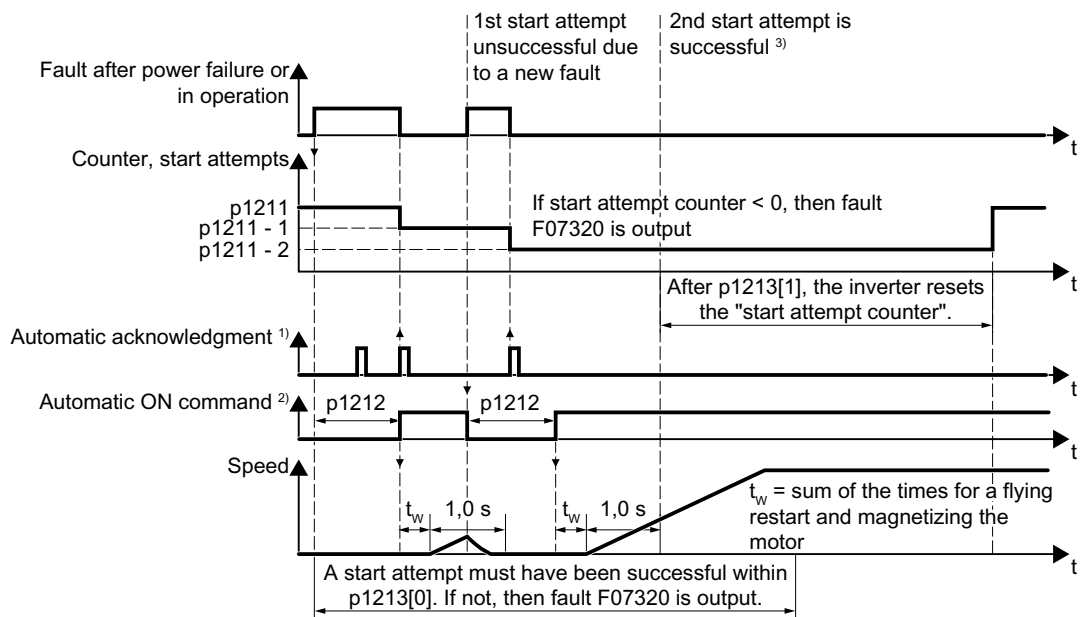 1st start attempt
unsuccessful due
to a new fault
2nd start attempt is
successful 3)
Fault after power failure or
in operation
t
Counter, start attempts
p1211
p1211 - 1
p1211 - 2
If start attempt counter < 0, then fault
F07320 is output
t
After p1213[1], the inverter resets
the "start attempt counter".
Automatic acknowledgment 1)
t
Automatic ON command 2)
p1212
p1212
t
Speed
tW
1,0 s
tW
1,0 s
tW = sum of the times for a flying
restart and magnetizing the
motor
t
A start attempt must have been successful within
p1213[0]. If not, then fault F07320 is output.